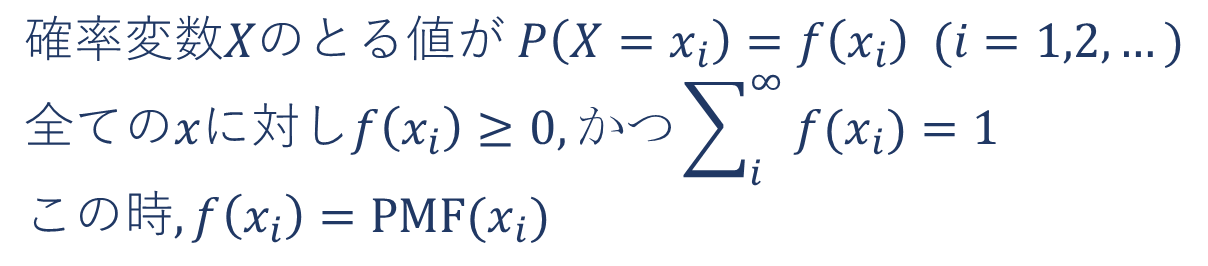 確率変数Xのとる値が P(X = x_i) = f(x_i) (i = 1,2, … )
全てのxに対しf(x_i) ≥ 0, かつ ∑_i^∞ f(x_i) = 1
この時, f(x_i) = PMF(x_i)